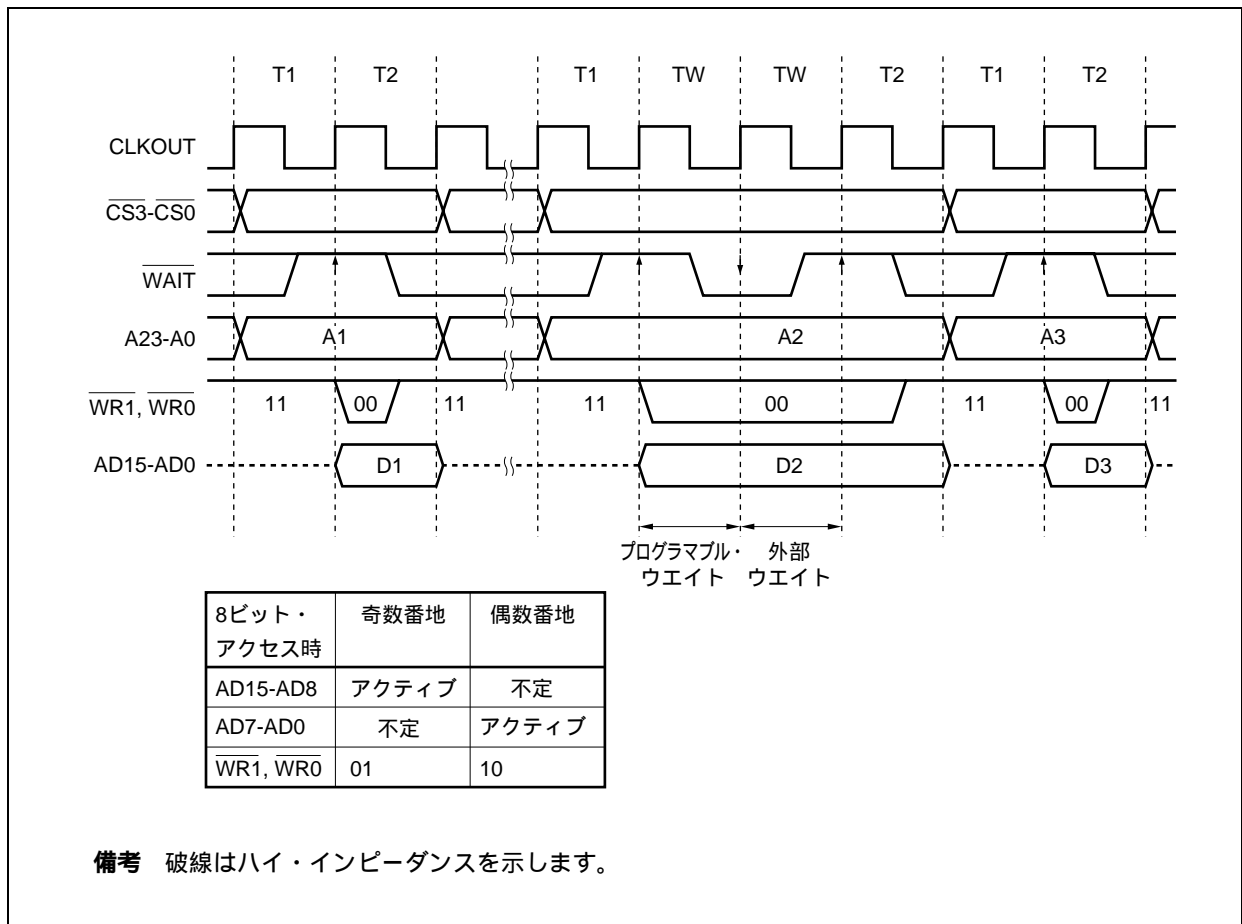 T1 T2 T1 TW TW T2 T1 T2
CLKOUT
CS3-CS0
WAIT
A23-A0 A1 A2 A3
WR1, WR0 11 00 11 11 00 11 00 11
AD15-AD0 D1 D2 D3
プログラマブル・ 外部
ウエイト ウエイト
8ビット・ 奇数番地 偶数番地
アクセス時
AD15-AD8 アクティブ 不定
AD7-AD0 不定 アクティブ
WR1, WR0 01 10
備考 破線はハイ・インピーダンスを示します。